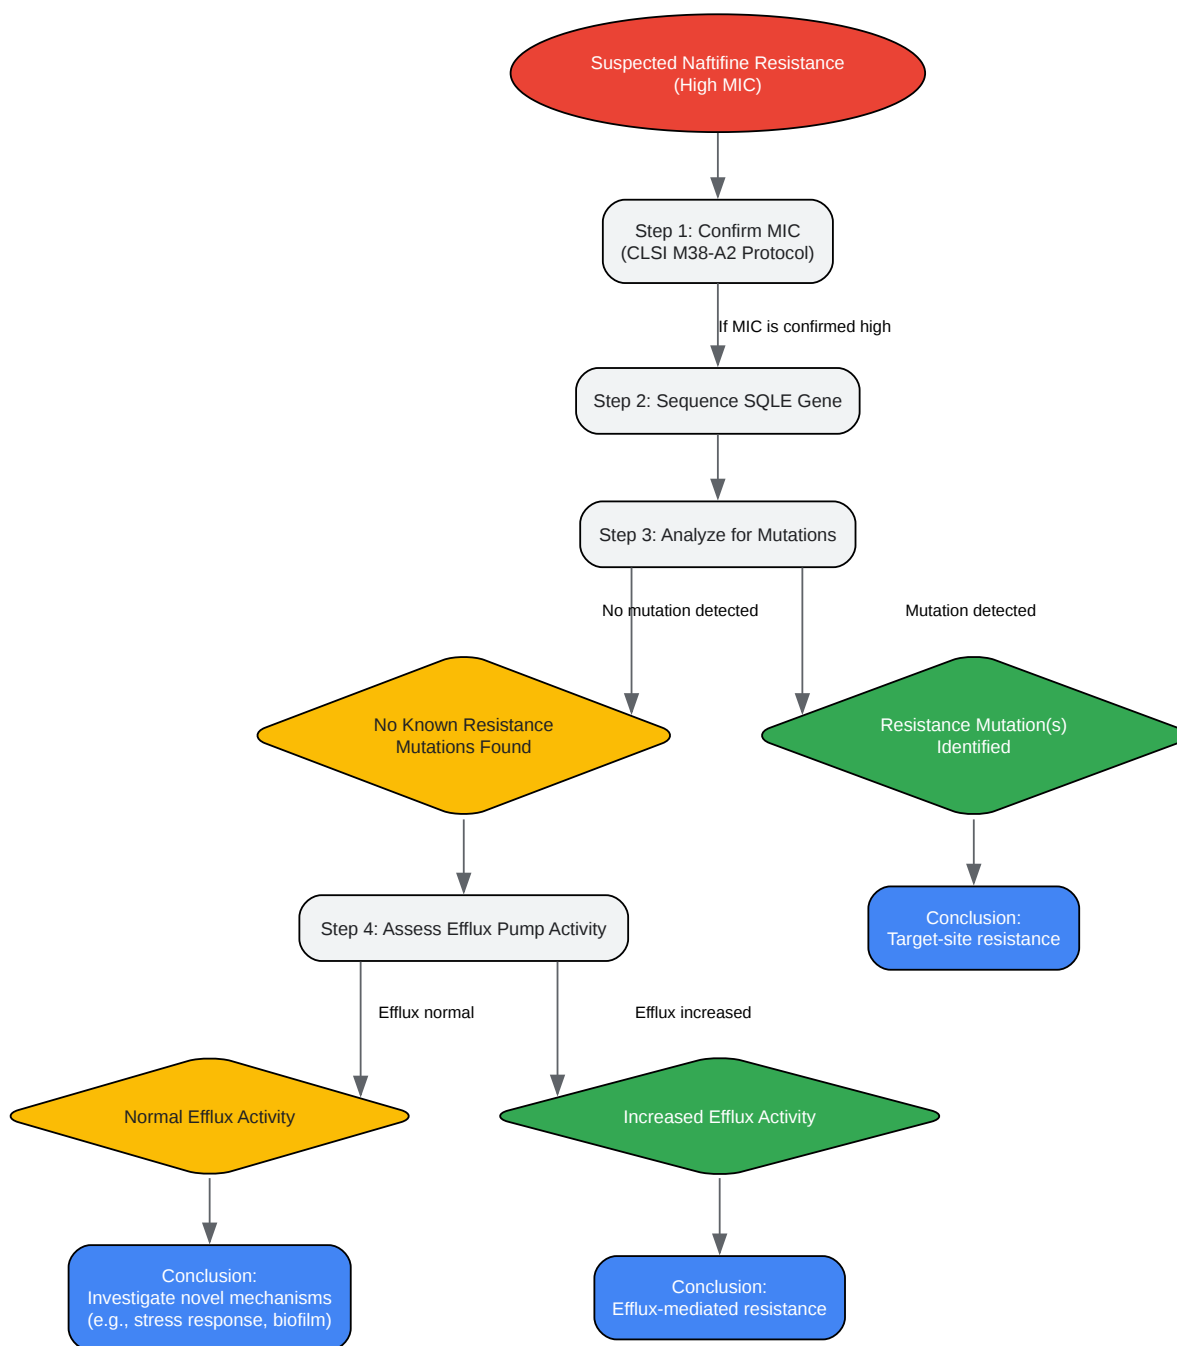 Suspected Naftifine Resistance
(High MIC)
Step 1: Confirm MIC
(CLSI M38-A2 Protocol)
If MIC is confirmed high
Step 2: Sequence SQLE Gene
Step 3: Analyze for Mutations
No mutation detected
Mutation detected
No Known Resistance
Mutations Found
Resistance Mutation(s)
Identified
Step 4: Assess Efflux Pump Activity
Conclusion:
Target-site resistance
Efflux normal
Efflux increased
Normal Efflux Activity
Increased Efflux Activity
Conclusion:
Investigate novel mechanisms
(e.g., stress response, biofilm)
Conclusion:
Efflux-mediated resistance